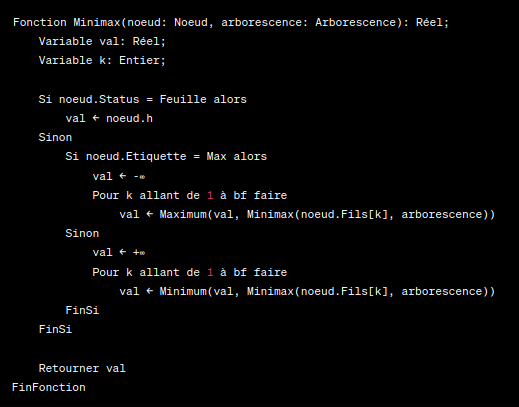 Fonction Minimax(noeud: Noeud, arborescence: Arborescence): Réel;
Variable val: Réel;
Variable k: Entier;
Si noeud.Status = Feuille alors
val ← noeud.h
Sinon
Si noeud.Etiquette = Max alors
val ← -∞
Pour k allant de 1 à bf faire
val ← Maximum(val, Minimax(noeud.Fils[k], arborescence))
Sinon
val ← +∞
Pour k allant de 1 à bf faire
val ← Minimum(val, Minimax(noeud.Fils[k], arborescence))
FinSi
FinSi
Retourner val
FinFonction